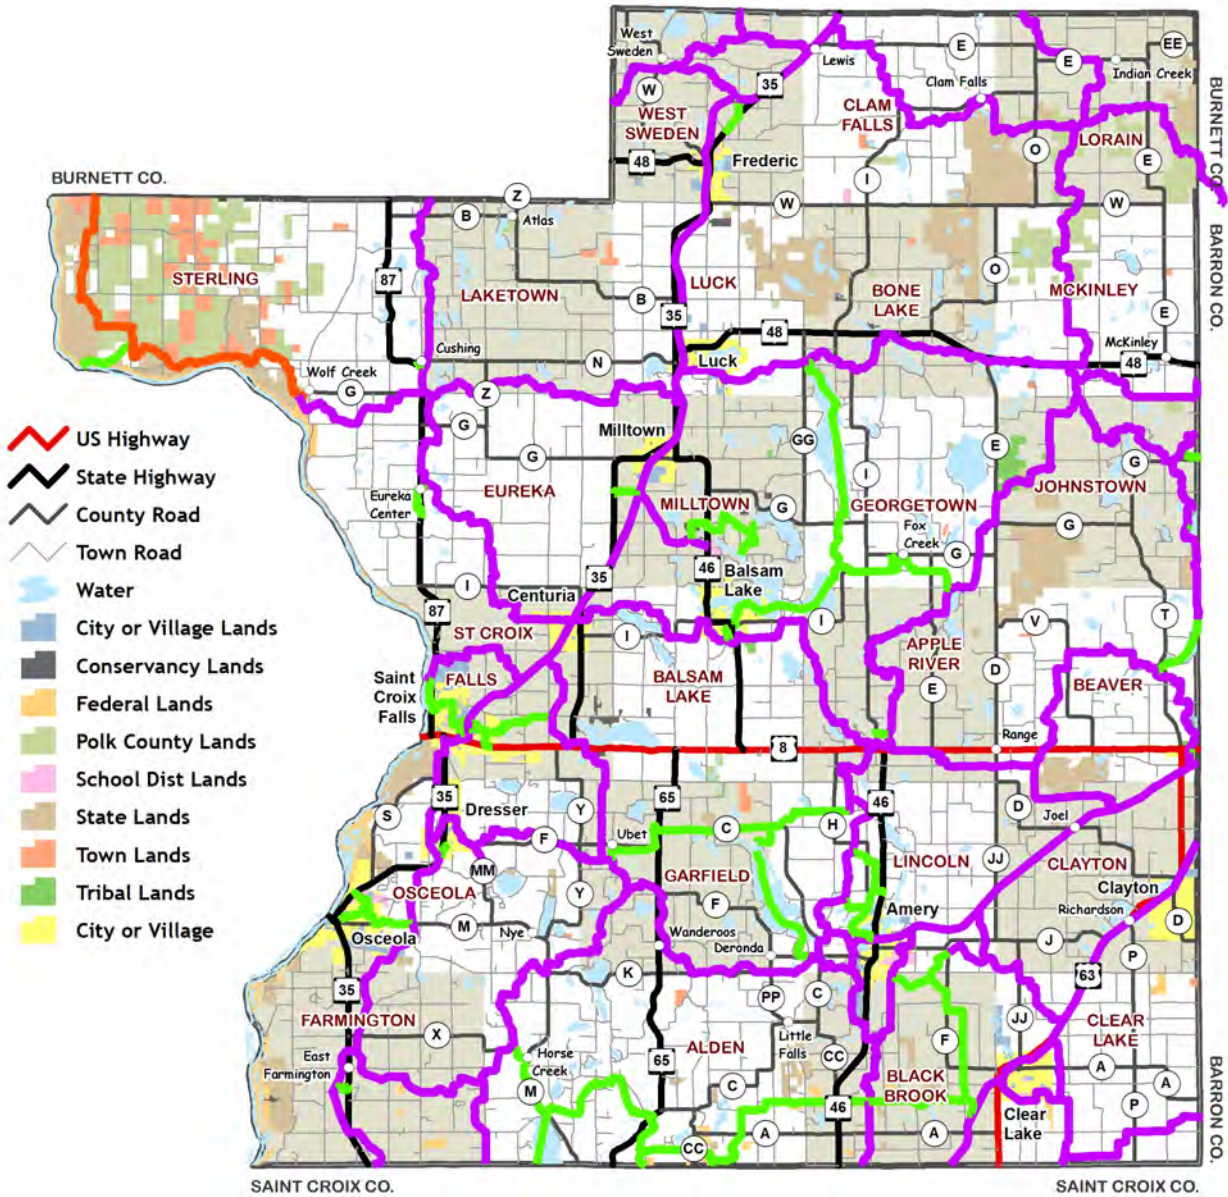 West
Sweden
E
EE
Lewis
E
Indian Creek
35
Clam Falls
W
CLAM
FALLS
WEST
SWEDEN
LORAIN
BURNETT CO.
48
Frederic
O
E
BURNETT CO.
I
Z
W
W
B
Atlas
BARRON CO.
STERLING
87
LAKETOWN
B
LUCK
O
BONE
LAKE
MCKINLEY
35
48
E
Cushing
McKinley
Wolf Creek
N
Luck
48
G
Z
US Highway
G
Milltown
GG
E
State Highway
G
I
G
EUREKA
Eureka
Center
MILLTOWN
G
GEORGETOWN
JOHNSTOWN
County Road
Fox
Creek
G
G
Town Road
46
Balsam
Lake
35
Water
I
Centuria
87
T
City or Village Lands
ST CROIX
FALLS
I
I
V
APPLE
RIVER
Conservancy Lands
Saint
Croix
Falls
BALSAM
LAKE
D
BEAVER
Federal Lands
E
Polk County Lands
8
Range
School Dist Lands
35
65
46
D
State Lands
S
Dresser
Y
Ubet
C
H
Joel
F
Town Lands
MM
OSCEOLA
GARFIELD
LINCOLN
JJ
CLAYTON
Tribal Lands
Y
F
Amery
Clayton
Richardson
City or Village
Osceola
M
Nye
Wanderoos
Deronda
J
D
P
35
K
PP
C
63
FARMINGTON
X
JJ
CLEAR
LAKE
East
Farmington
Horse
Creek
65
ALDEN
Little
Falls
CC
F
A
A
M
C
BLACK
BROOK
46
P
Clear
Lake
CC
A
A
BARRON CO.
SAINT CROIX CO.
SAINT CROIX CO.